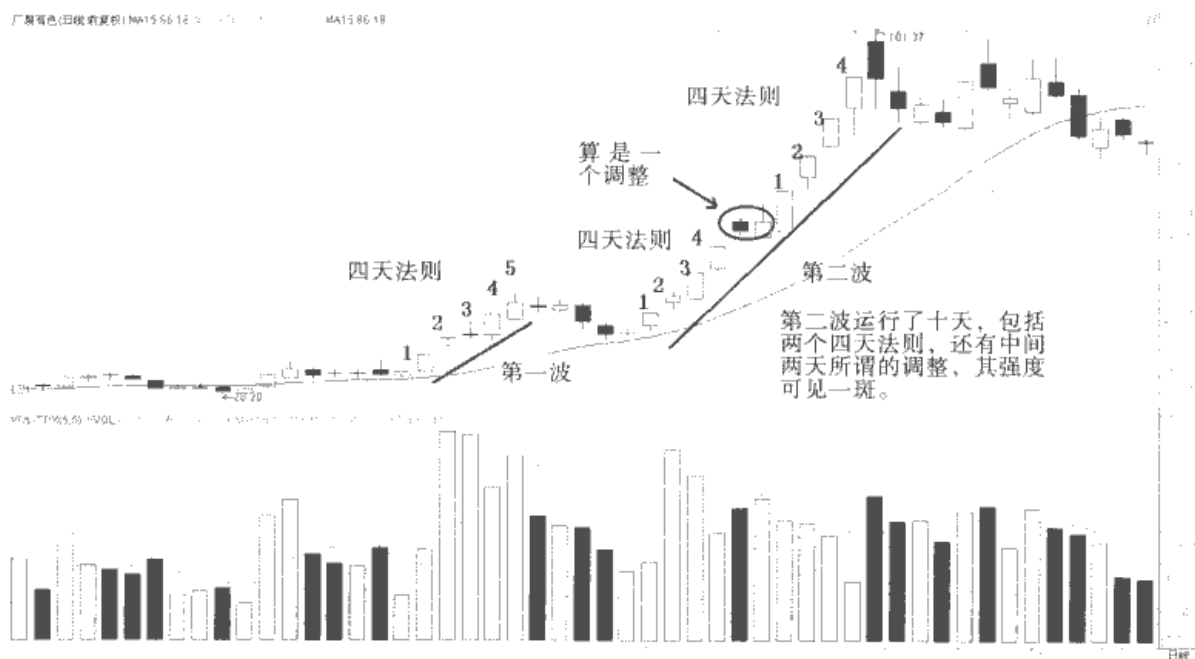 四天法则
4
3
2
1
算是一
个调整
四天法则
4
3
2
1
四天法则
5
4
3
2
1
第一波
第二波
第二波运行了十天，包括
两个四天法则，还有中间
两天所谓的调整，其强度
可见一斑。
日线